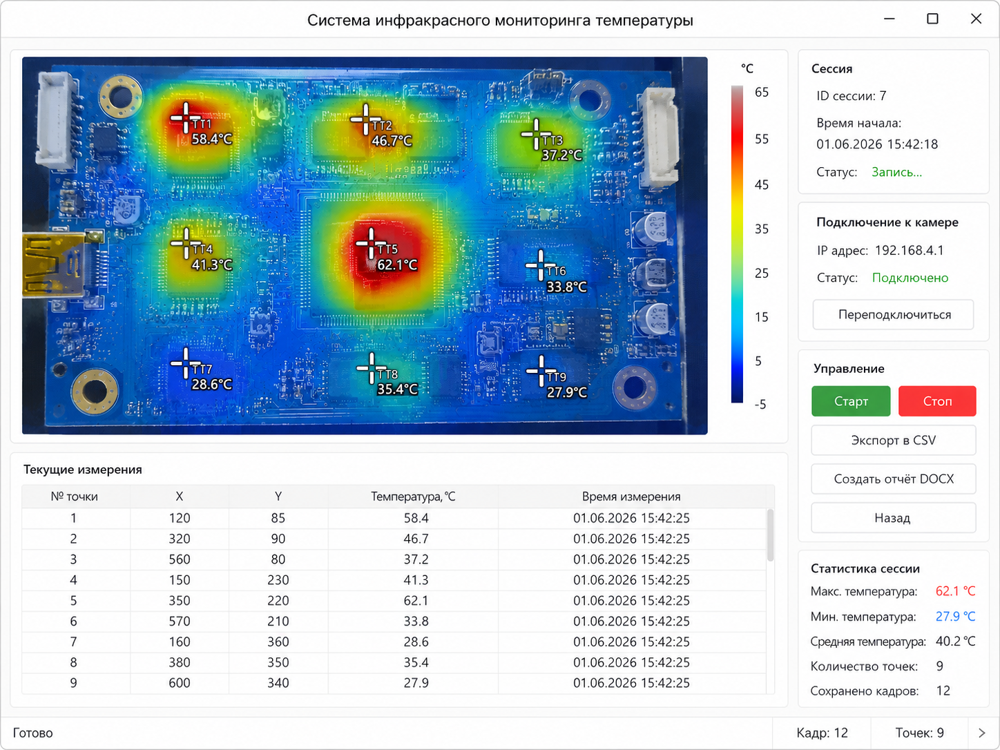 Система инфракрасного мониторинга температуры
TT1
58.4°C
TT2
46.7°C
TT3
37.2°C
TT4
41.3°C
TT5
62.1°C
TT6
33.8°C
TT7
28.6°C
TT8
35.4°C
TT9
27.9°C
°C
65
55
45
35
25
15
5
-5
Сессия
ID сессии: 7
Время начала:
01.06.2026 15:42:18
Статус: Запись...
Подключение к камере
IP адрес: 192.168.4.1
Статус: Подключено
Переподключиться
Управление
Старт Стоп
Экспорт в CSV
Создать отчёт DOCX
Назад
Статистика сессии
Макс. температура: 62.1 °C
Мин. температура: 27.9 °C
Средняя температура: 40.2 °C
Количество точек: 9
Сохранено кадров: 12
Текущие измерения
№ точки X Y Температура, °C Время измерения
1 120 85 58.4 01.06.2026 15:42:25
2 320 90 46.7 01.06.2026 15:42:25
3 560 80 37.2 01.06.2026 15:42:25
4 150 230 41.3 01.06.2026 15:42:25
5 350 220 62.1 01.06.2026 15:42:25
6 570 210 33.8 01.06.2026 15:42:25
7 160 360 28.6 01.06.2026 15:42:25
8 380 350 35.4 01.06.2026 15:42:25
9 600 340 27.9 01.06.2026 15:42:25
Готово Кадр: 12 Точек: 9